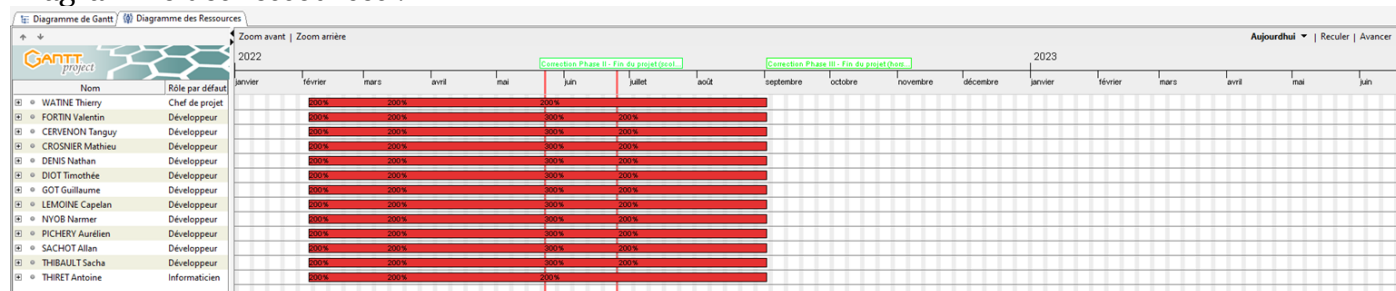 Diagramme de Gantt Diagramme des Ressources
Zoom avant | Zoom arrière Aujourd'hui | Reculer | Avancer
GANTT project
2022 2023
Correction Phase II - Fin du projet(scol... Correction Phase III - Fin du projet(hors...
janvier février mars avril mai juin juillet août septembre octobre novembre décembre janvier février mars avril mai juin
Nom Rôle par défaut
WATINE Thierry Chef de projet 200% 200% 200%
FORTIN Valentin Développeur 200% 200% 300% 200%
CERVENON Tanguy Développeur 200% 200% 300% 200%
CROSNIER Mathieu Développeur 200% 200% 300% 200%
DENIS Nathan Développeur 200% 200% 300% 200%
DIOT Timothée Développeur 200% 200% 300% 200%
GOT Guillaume Développeur 200% 200% 300% 200%
LEMOINE Capelan Développeur 200% 200% 300% 200%
NYOB Narmer Développeur 200% 200% 300% 200%
PICHERY Aurélien Développeur 200% 200% 300% 200%
SACHOT Allan Développeur 200% 200% 300% 200%
THIBAULT Sacha Développeur 200% 200% 300% 200%
THIRET Antoine Informaticien 200% 200% 200%